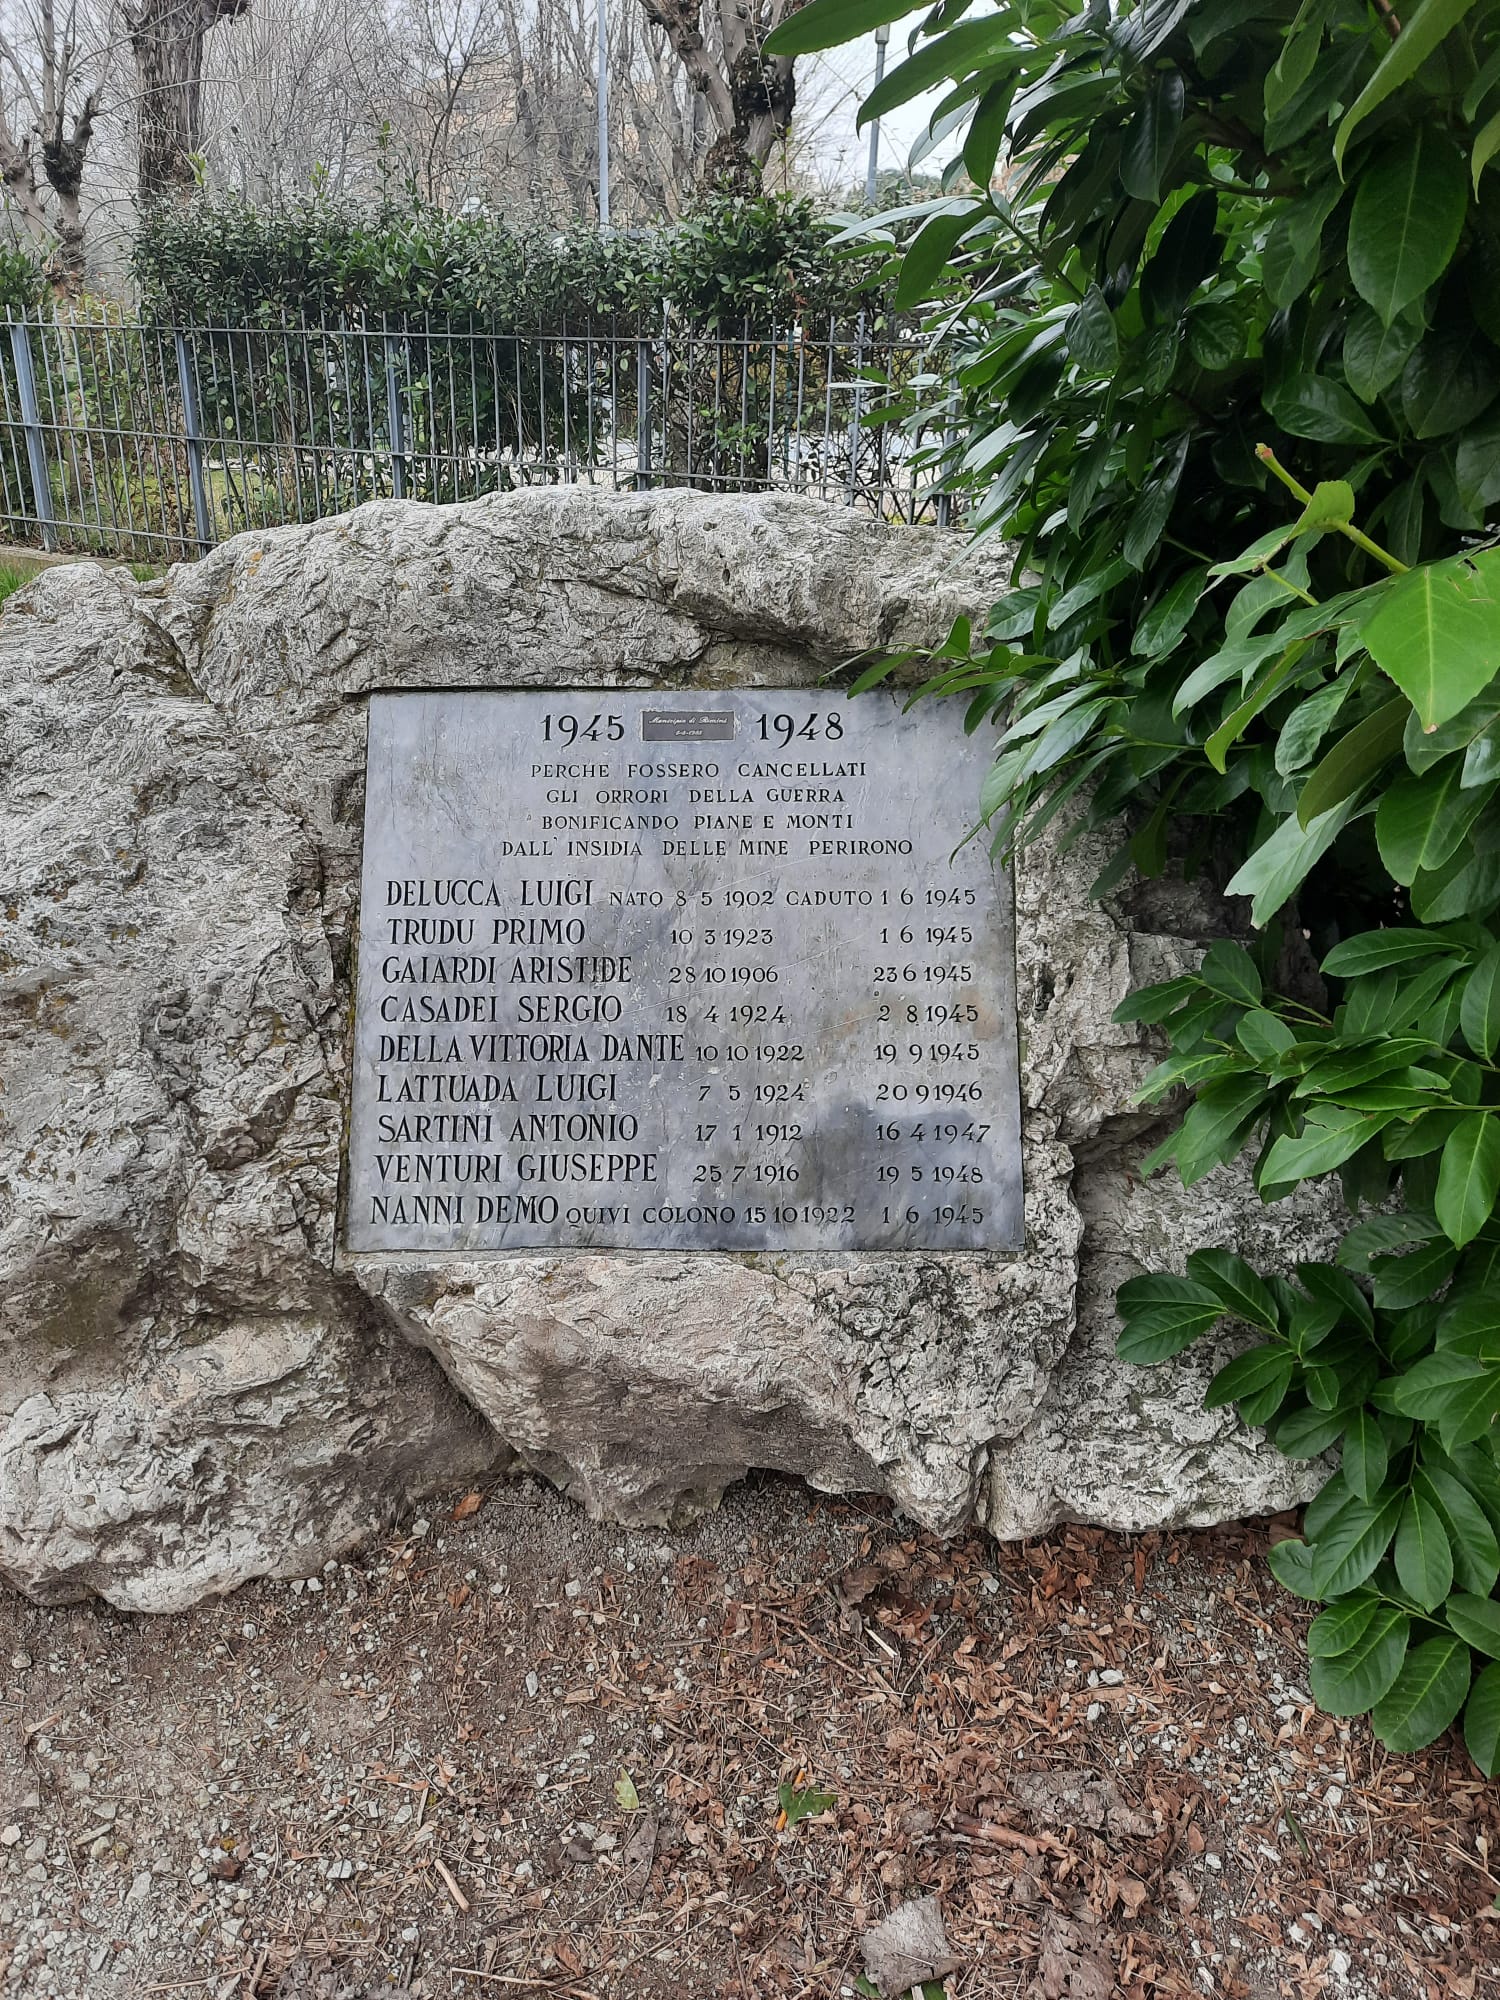 1945 Municipio di Rimini 1948
PERCHE FOSSERO CANCELLATI
GLI ORRORI DELLA GUERRA
BONIFICANDO PIANE E MONTI
DALL' INSIDIA DELLE MINE PERIRONO
DELUCCA LUIGI NATO 8 5 1902 CADUTO 1 6 1945
TRUDU PRIMO 10 3 1923 1 6 1945
GAIARDI ARISTIDE 28 10 1906 23 6 1945
CASADEI SERGIO 18 4 1924 2 8 1945
DELLA VITTORIA DANTE 10 10 1922 19 9 1945
LATTUADA LUIGI 7 5 1924 20 9 1946
SARTINI ANTONIO 17 1 1912 16 4 1947
VENTURI GIUSEPPE 25 7 1916 19 5 1948
NANNI DEMO QUIVI COLONO 15 10 1922 1 6 1945